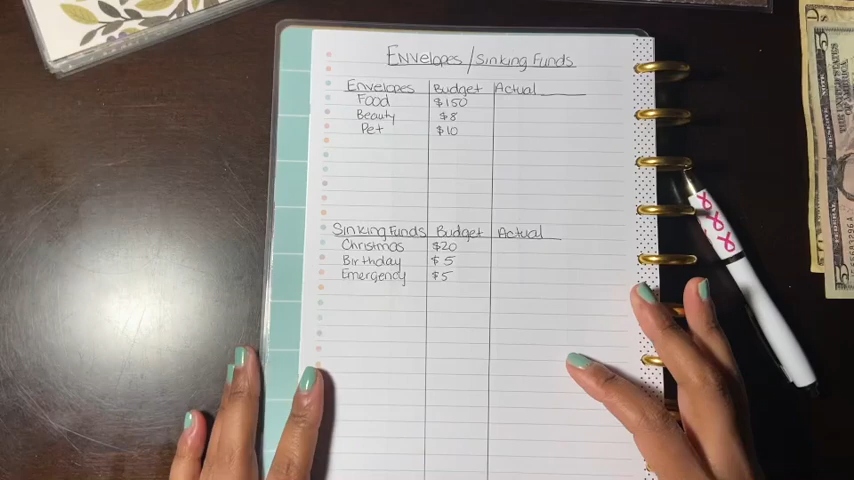 Envelopes/Sinking Funds
Envelopes Budget Actual
Food $150
Beauty $8
Pet $10
Sinking Funds Budget Actual
Christmas $20
Birthday $5
Emergency $5